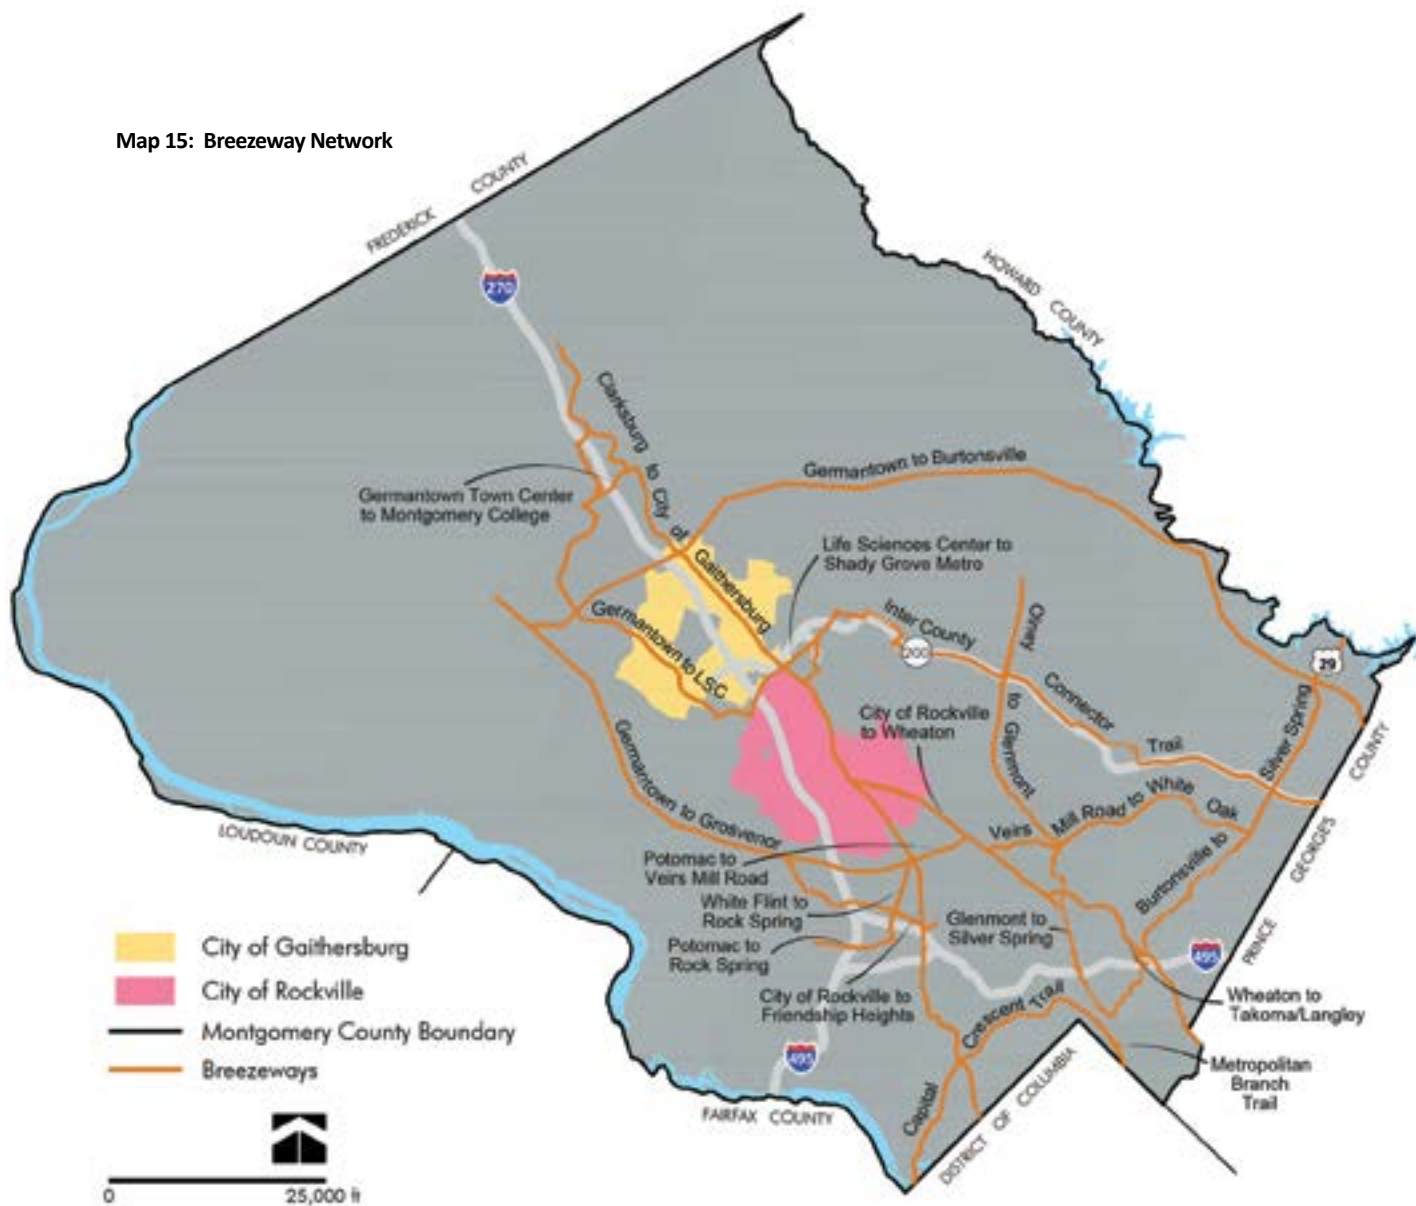 Map 15: Breezeway Network
FREDERICK COUNTY
270
HOWARD COUNTY
Clarksburg to City of Gaithersburg
Germantown to Burtonsville
Germantown Town Center
to Montgomery College
Life Sciences Center to
Shady Grove Metro
Germantown to LSC
Inter County Connector Trail
200
Olney to Glenmont
29
City of Rockville
to Wheaton
Germantown to Grosvenor
Veirs Mill Road to White Oak
Burtonsville to Silver Spring
PRINCE GEORGES COUNTY
LOUDOUN COUNTY
Potomac to
Veirs Mill Road
White Flint to
Rock Spring
Glenmont to
Silver Spring
Potomac to
Rock Spring
495
City of Rockville to
Friendship Heights
Wheaton to
Takoma/Langley
Capital Crescent Trail
495
Metropolitan
Branch
Trail
FAIRFAX COUNTY
DISTRICT OF COLUMBIA
City of Gaithersburg
City of Rockville
Montgomery County Boundary
Breezeways
0 25,000 ft